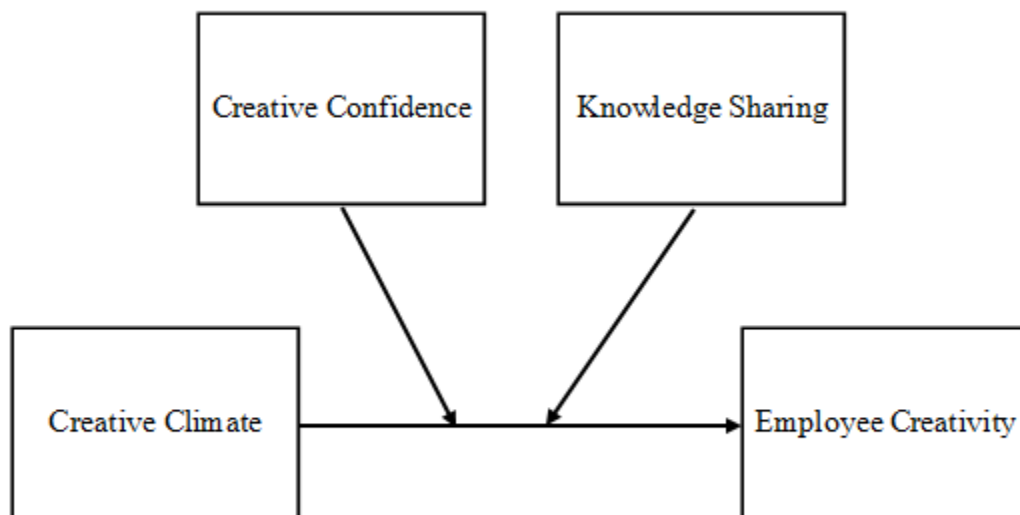 Creative Confidence
Knowledge Sharing
Creative Climate
Employee Creativity